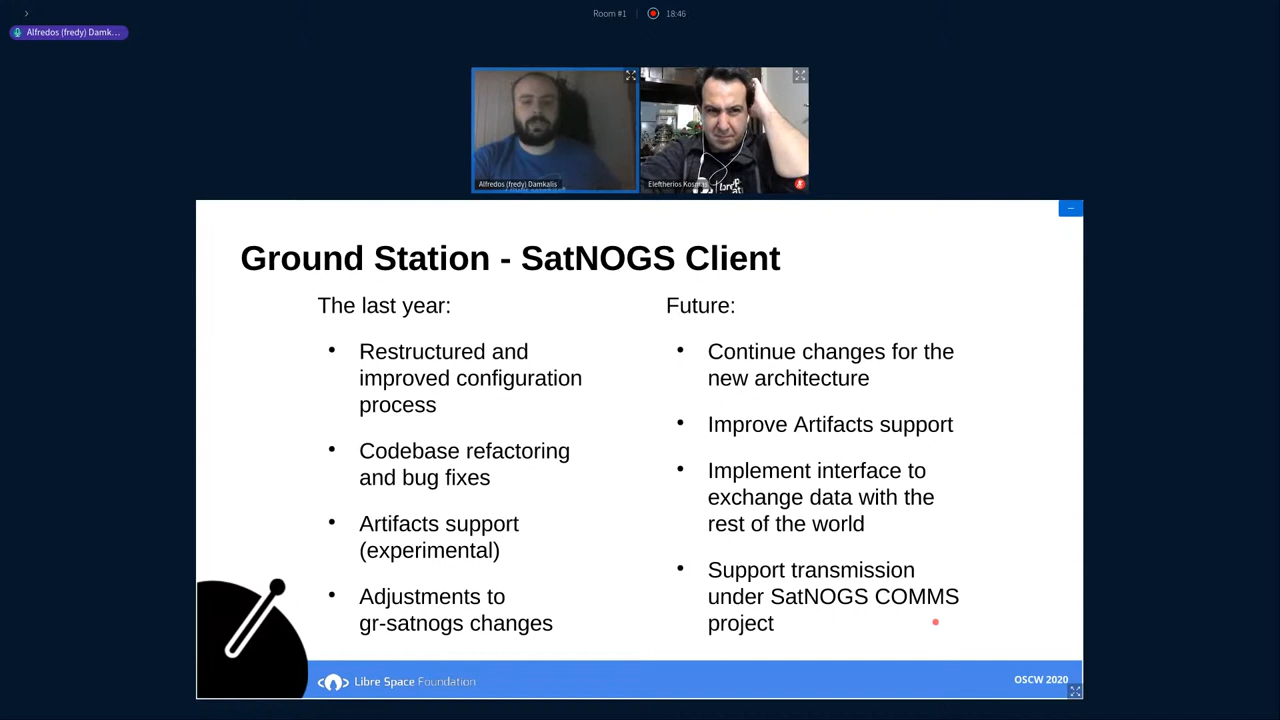 Room #1
18:46
Alfredos (fredy) Damk...
Alfredos (fredy) Damkalis
Eleftherios Kosmas
Ground Station - SatNOGS Client
The last year:
• Restructured and
improved configuration
process
• Codebase refactoring
and bug fixes
• Artifacts support
(experimental)
• Adjustments to
gr-satnogs changes
Future:
• Continue changes for the
new architecture
• Improve Artifacts support
• Implement interface to
exchange data with the
rest of the world
• Support transmission
under SatNOGS COMMS
project
Libre Space Foundation
OSCW 2020